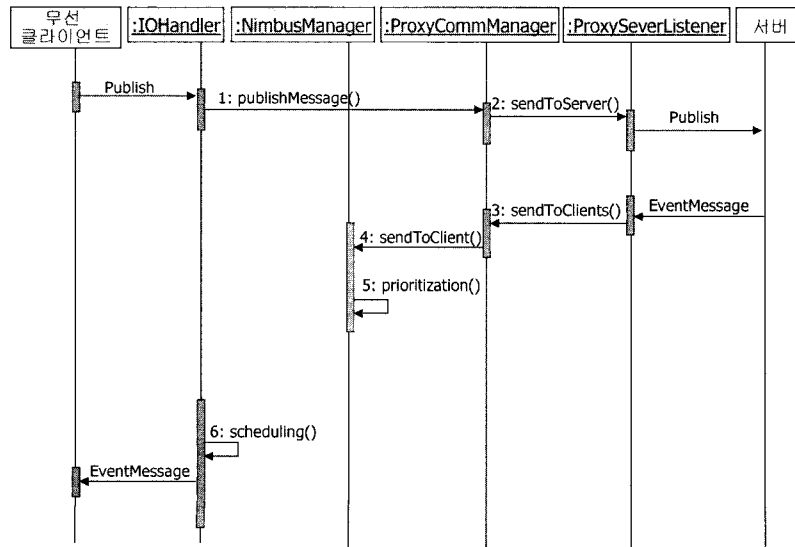 무선
클라이언트
:IOHandler
:NimbusManager
:ProxyCommManager
:ProxySeverListener
서버
Publish
1: publishMessage()
2: sendToServer()
Publish
EventMessage
3: sendToClients()
4: sendToClient()
5: prioritization()
6: scheduling()
EventMessage